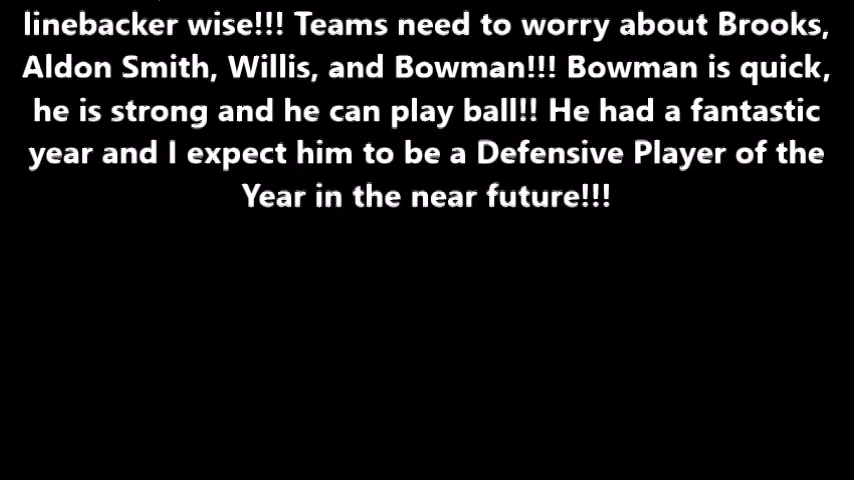 linebacker wise!!! Teams need to worry about Brooks,
Aldon Smith, Willis, and Bowman!!! Bowman is quick,
he is strong and he can play ball!! He had a fantastic
year and I expect him to be a Defensive Player of the
Year in the near future!!!